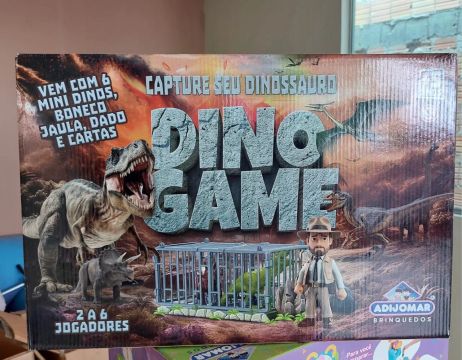 CAPTURE SEU DINOSSAURO
VEM COM 6
MINI DINOS,
BONECO
JAULA, DADO
E CARTAS
DINO
GAME
2 A 6
JOGADORES
ADIJOMAR
BRINQUEDOS